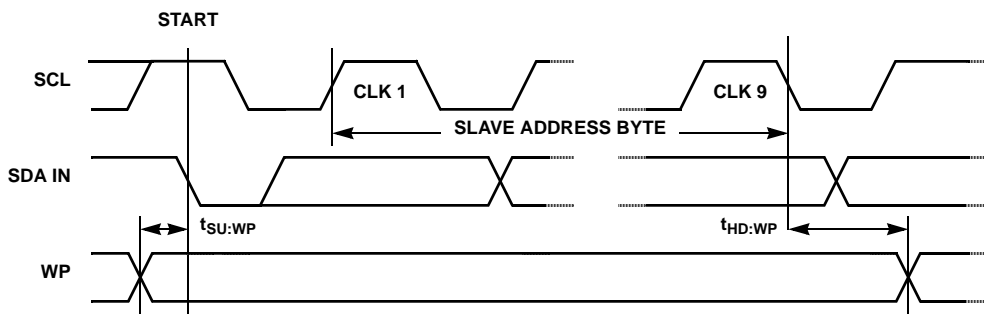 START
SCL
CLK 1
CLK 9
SLAVE ADDRESS BYTE
SDA IN
tSU:WP
tHD:WP
WP